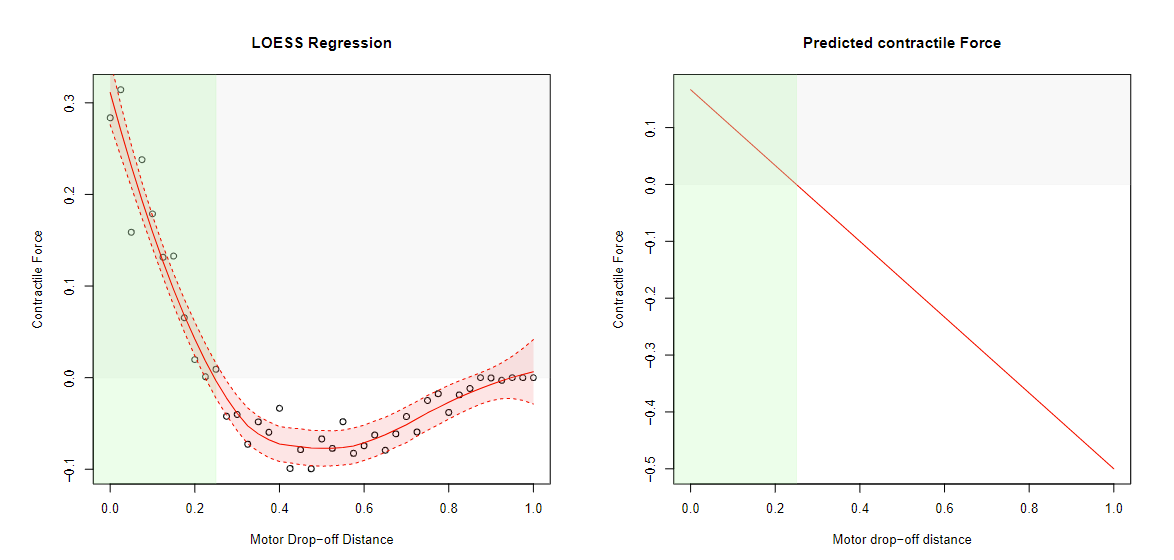 LOESS Regression
Contractile Force
0.3
0.2
0.1
0.0
−0.1
0.0 0.2 0.4 0.6 0.8 1.0
Motor Drop−off Distance
Predicted contractile Force
Contractile Force
0.1
0.0
−0.1
−0.2
−0.3
−0.4
−0.5
0.0 0.2 0.4 0.6 0.8 1.0
Motor drop−off distance